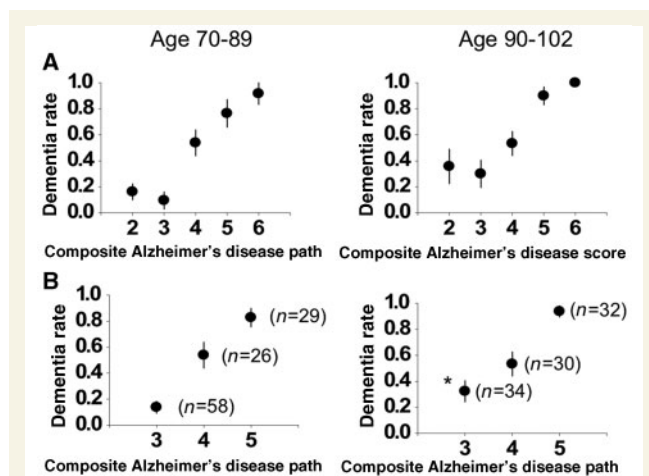 Age 70-89
Age 90-102
A
Dementia rate
1.0
0.8
0.6
0.4
0.2
0.0
2 3 4 5 6
Composite Alzheimer's disease path
Dementia rate
1.0
0.8
0.6
0.4
0.2
0.0
2 3 4 5 6
Composite Alzheimer's disease score
B
Dementia rate
1.0
0.8
0.6
0.4
0.2
0.0
(n=29)
(n=26)
(n=58)
3 4 5
Composite Alzheimer's disease path
Dementia rate
1.0
0.8
0.6
0.4
0.2
0.0
(n=32)
(n=30)
* (n=34)
3 4 5
Composite Alzheimer's disease path